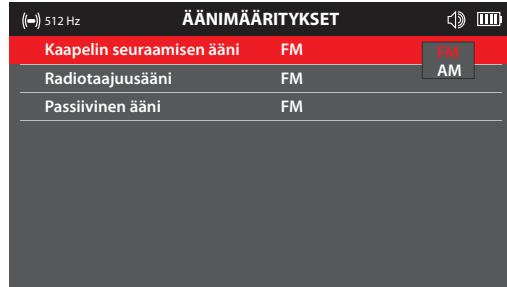 512 Hz ÄÄNIMÄÄRITYKSET
Kaapelin seuraamisen ääni FM FM
Radiotaajuusääni FM AM
Passiivinen ääni FM